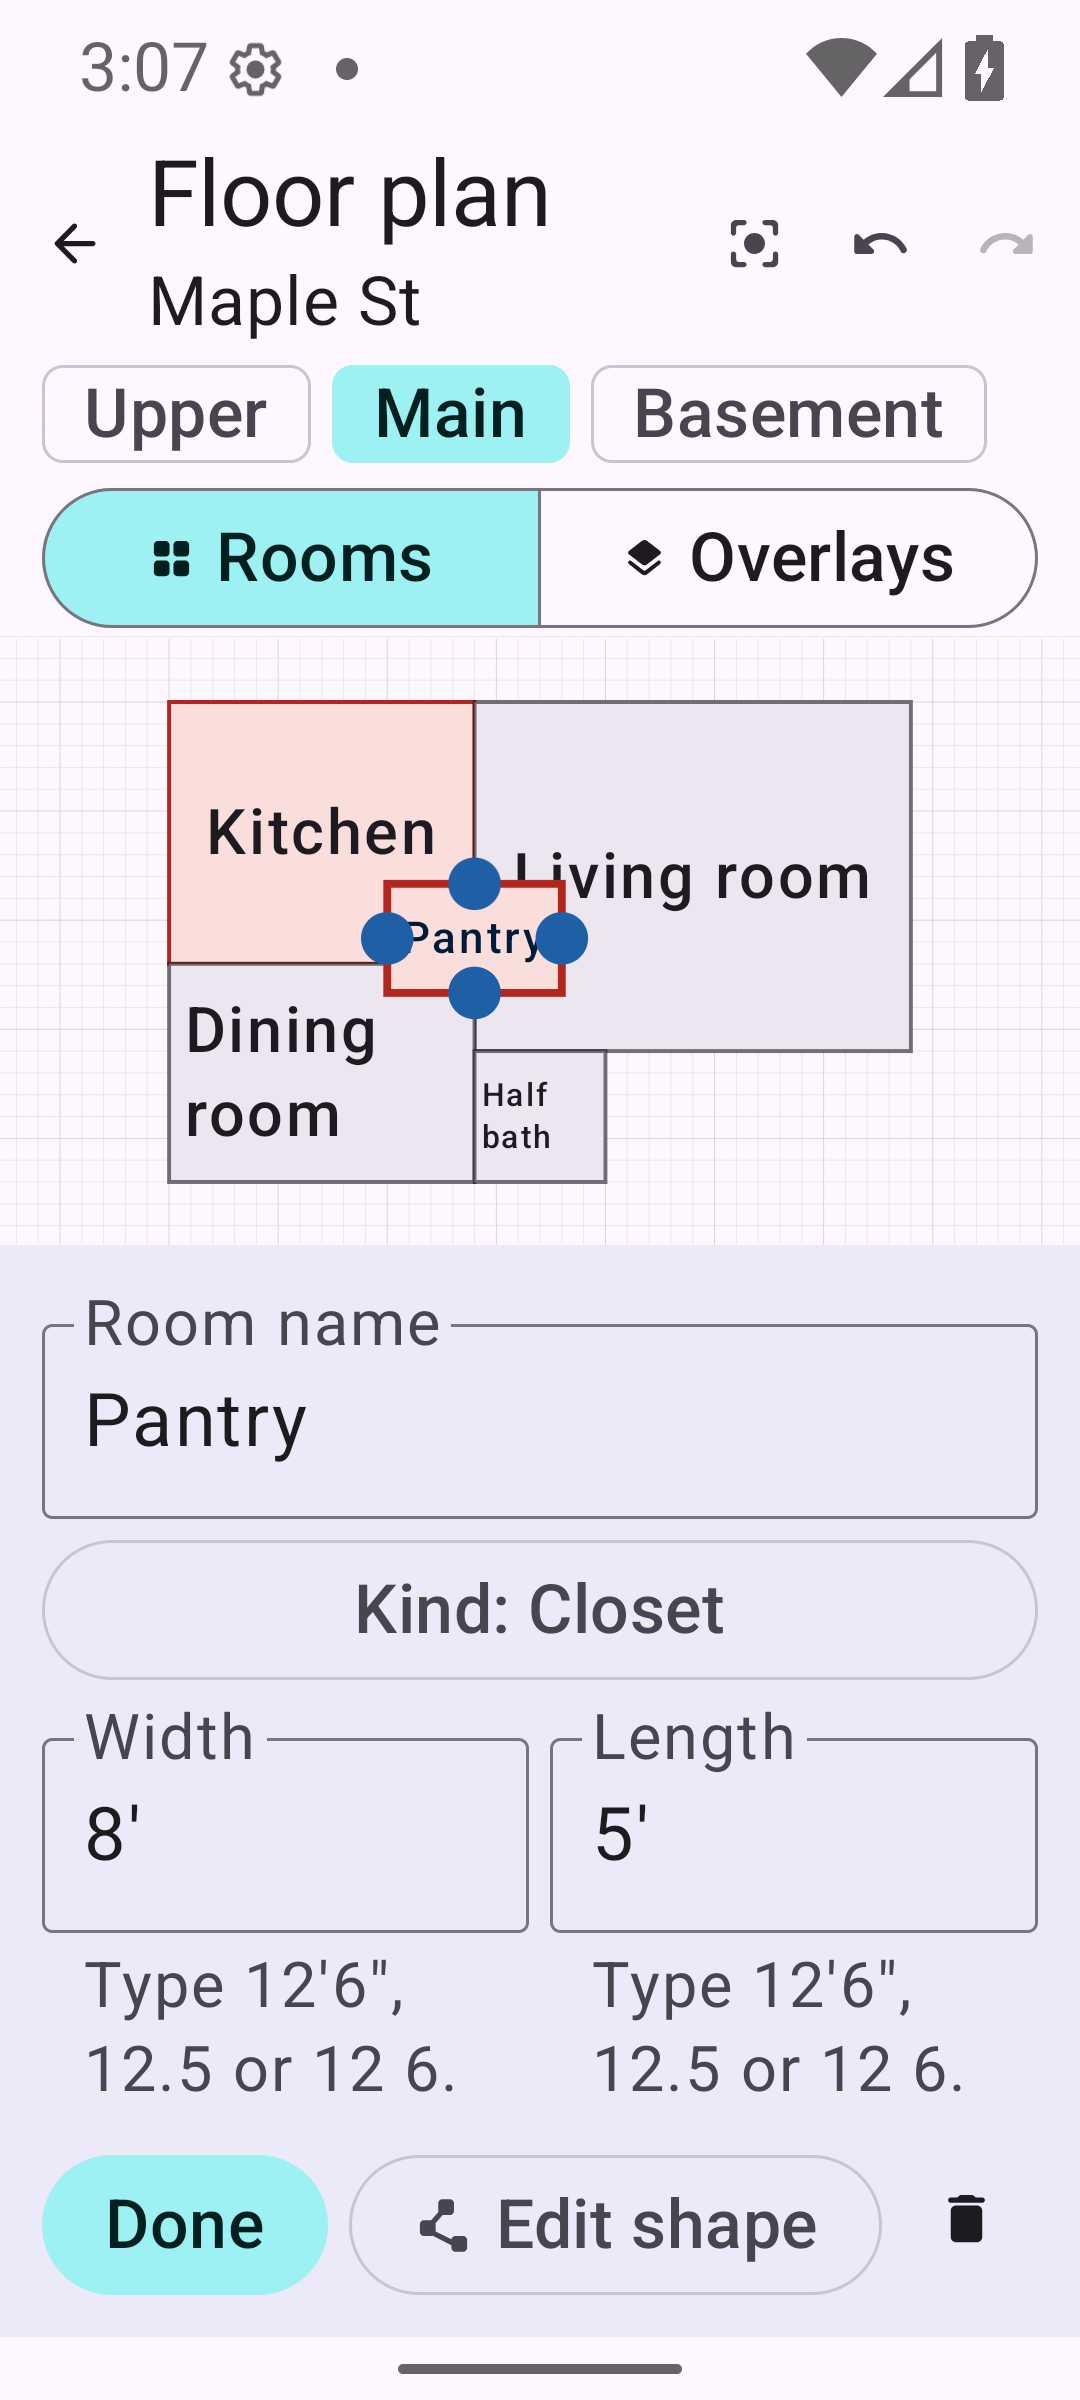 3:07
Floor plan
Maple St
Upper
Main
Basement
Rooms
Overlays
Kitchen
Living room
Pantry
Dining
room
Half
bath
Room name
Pantry
Kind: Closet
Width
Length
8'
5'
Type 12'6",
12.5 or 12 6.
Type 12'6",
12.5 or 12 6.
Done
Edit shape